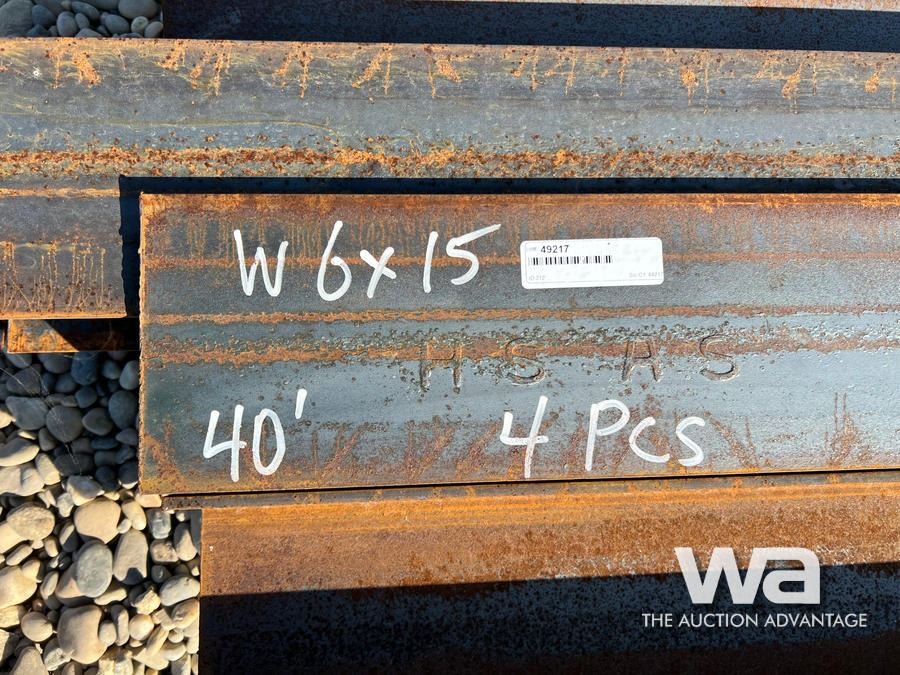 W 6x15
49217
HSAS
40' 4 PCS
wa
THE AUCTION ADVANTAGE